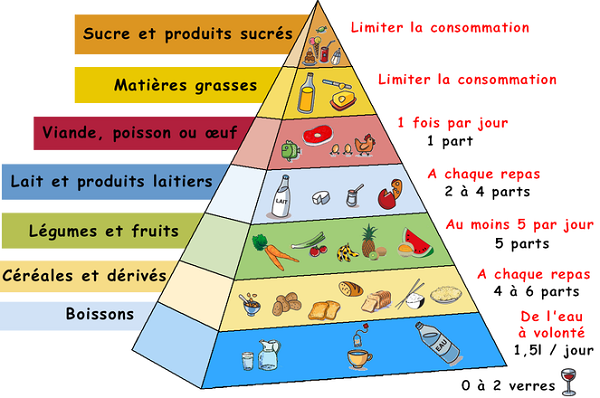 Sucre et produits sucrés
Limiter la consommation
Matières grasses
Limiter la consommation
Viande, poisson ou œuf
1 fois par jour
1 part
Lait et produits laitiers
LAIT
A chaque repas
2 à 4 parts
Légumes et fruits
Au moins 5 par jour
5 parts
Céréales et dérivés
A chaque repas
4 à 6 parts
Boissons
EAU
De l'eau
à volonté
1,5l / jour
0 à 2 verres